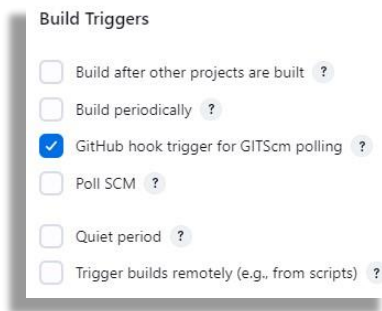 Build Triggers
Build after other projects are built ?
Build periodically ?
GitHub hook trigger for GITScm polling ?
Poll SCM ?
Quiet period ?
Trigger builds remotely (e.g., from scripts) ?